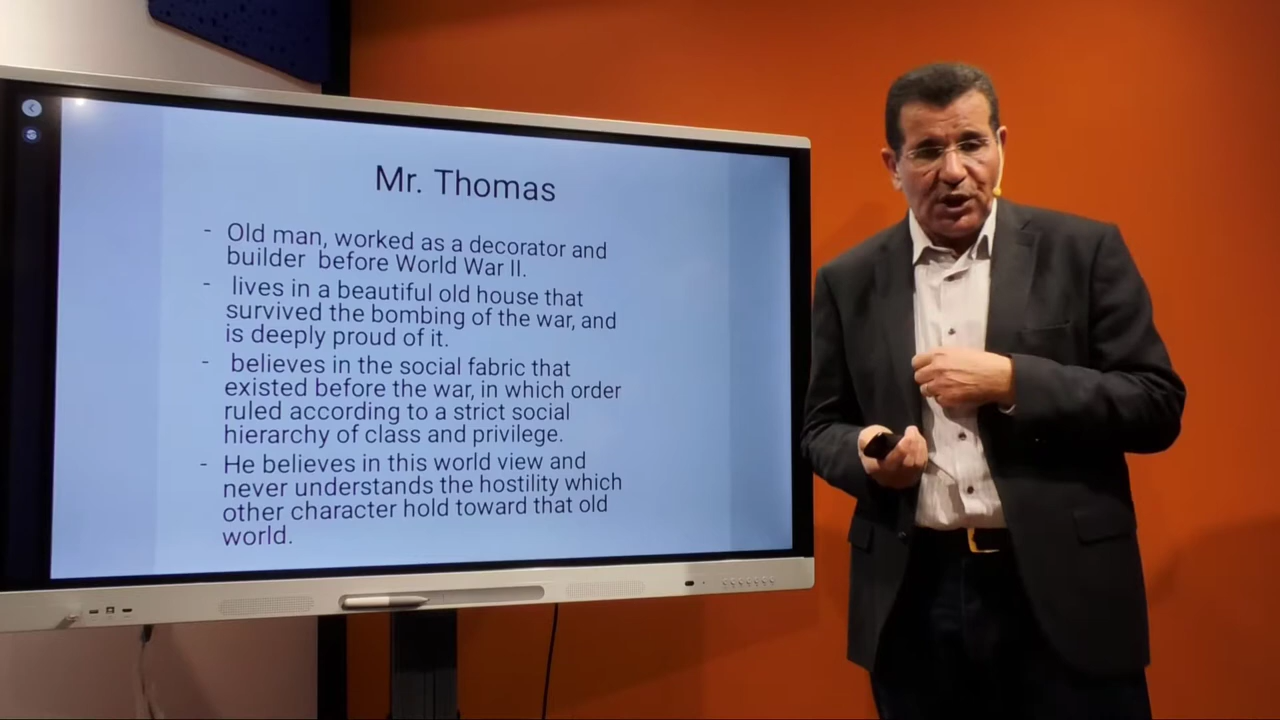 Mr. Thomas
- Old man, worked as a decorator and
builder before World War II.
- lives in a beautiful old house that
survived the bombing of the war, and
is deeply proud of it.
- believes in the social fabric that
existed before the war, in which order
ruled according to a strict social
hierarchy of class and privilege.
- He believes in this world view and
never understands the hostility which
other character hold toward that old
world.